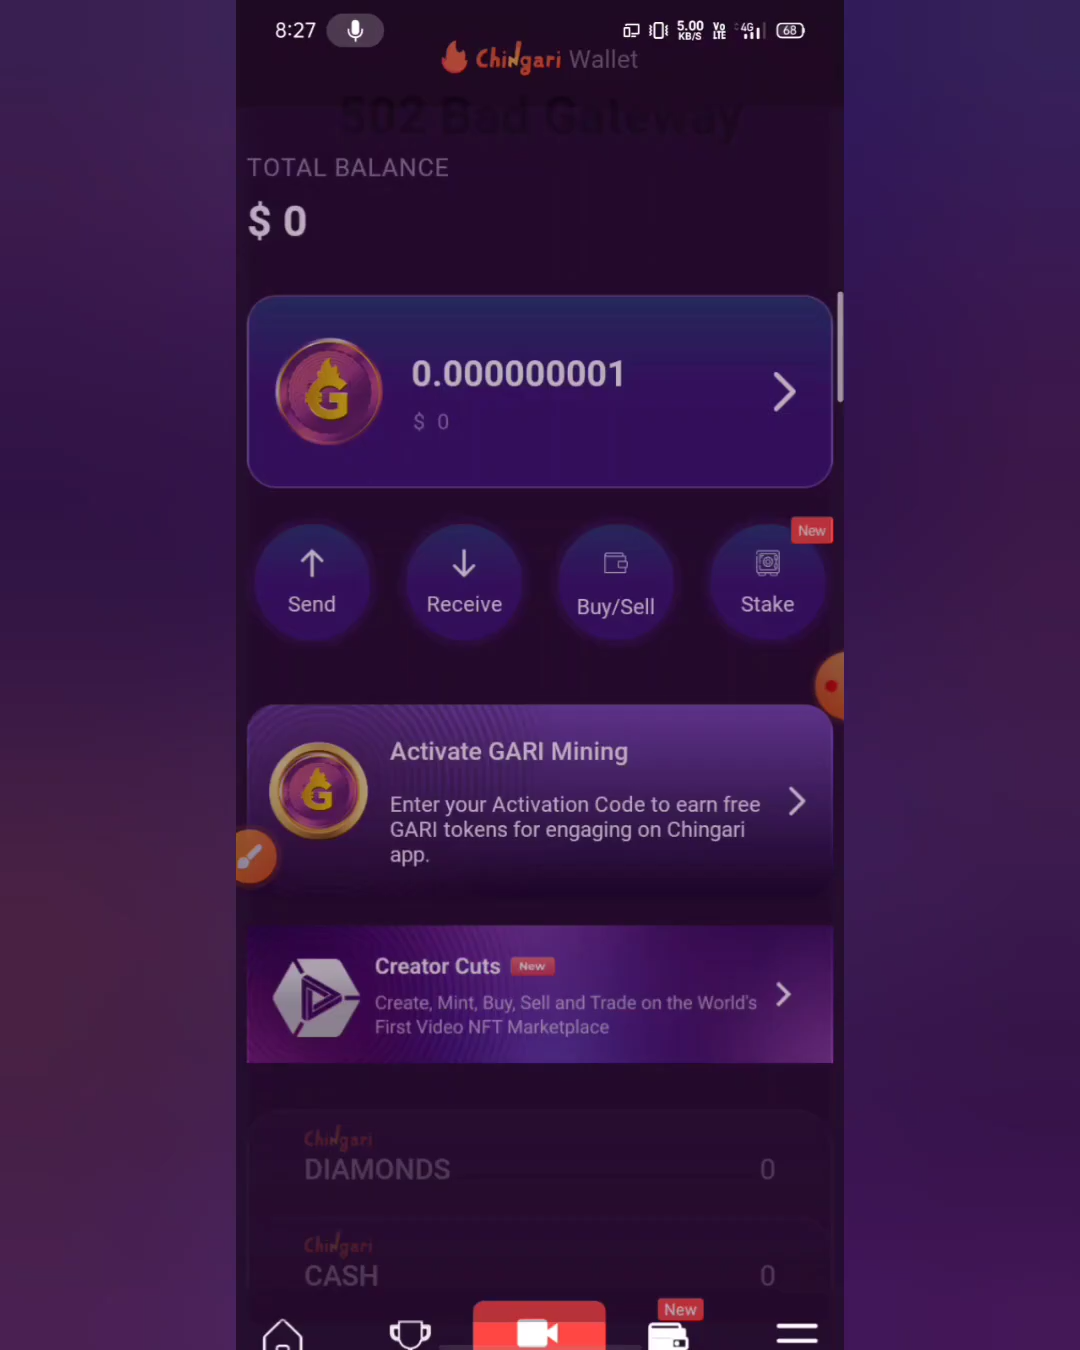 8:27
5.00
KB/S
Vo
LTE
4G
68
Chingari Wallet
502 Bad Gateway
TOTAL BALANCE
$ 0
G
0.000000001
$ 0
New
Send
Receive
Buy/Sell
Stake
Activate GARI Mining
G
Enter your Activation Code to earn free
GARI tokens for engaging on Chingari
app.
Creator Cuts New
Create, Mint, Buy, Sell and Trade on the World's
First Video NFT Marketplace
Chingari
DIAMONDS 0
Chingari
CASH 0
New